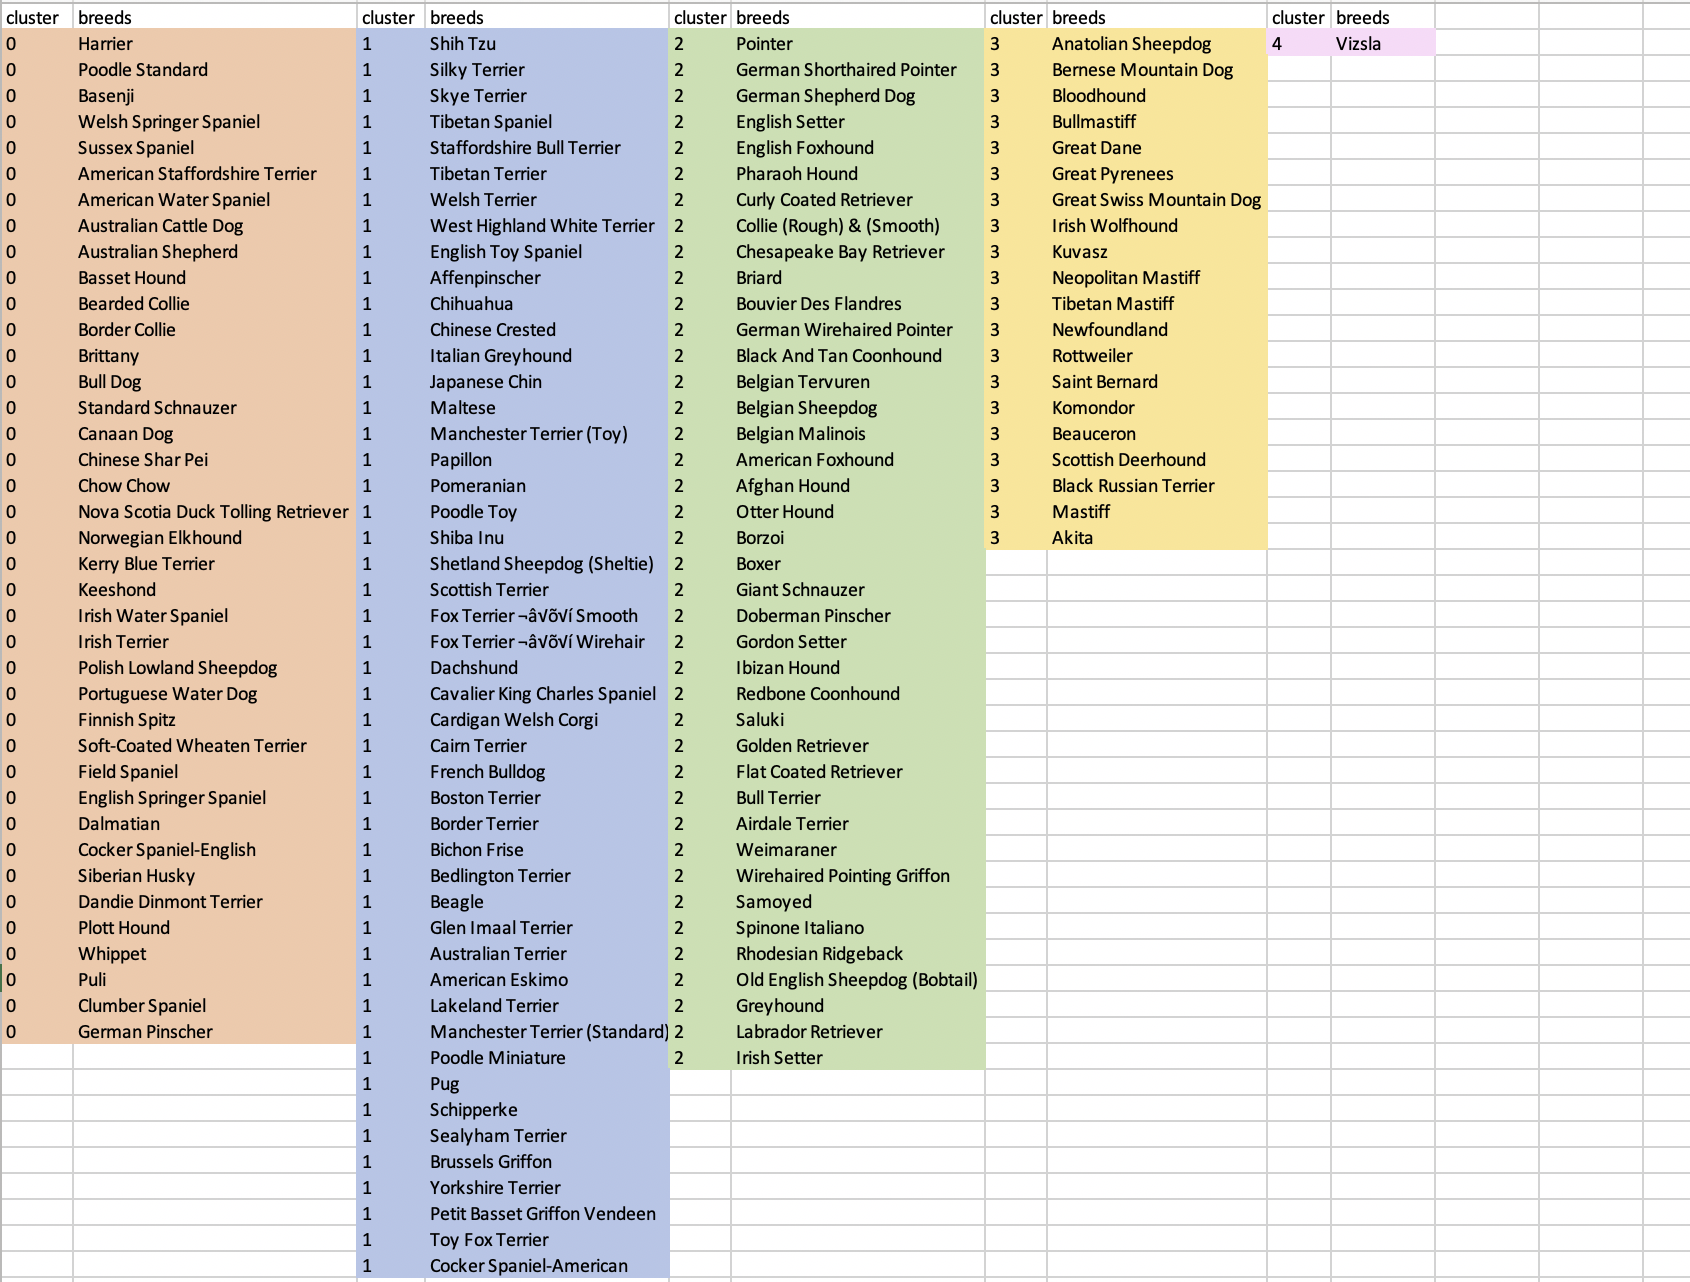 cluster breeds cluster breeds cluster breeds cluster breeds cluster breeds
0 Harrier 1 Shih Tzu 2 Pointer 3 Anatolian Sheepdog 4 Vizsla
0 Poodle Standard 1 Silky Terrier 2 German Shorthaired Pointer 3 Bernese Mountain Dog
0 Basenji 1 Skye Terrier 2 German Shepherd Dog 3 Bloodhound
0 Welsh Springer Spaniel 1 Tibetan Spaniel 2 English Setter 3 Bullmastiff
0 Sussex Spaniel 1 Staffordshire Bull Terrier 2 English Foxhound 3 Great Dane
0 American Staffordshire Terrier 1 Tibetan Terrier 2 Pharaoh Hound 3 Great Pyrenees
0 American Water Spaniel 1 Welsh Terrier 2 Curly Coated Retriever 3 Great Swiss Mountain Dog
0 Australian Cattle Dog 1 West Highland White Terrier 2 Collie (Rough) & (Smooth) 3 Irish Wolfhound
0 Australian Shepherd 1 English Toy Spaniel 2 Chesapeake Bay Retriever 3 Kuvasz
0 Basset Hound 1 Affenpinscher 2 Briard 3 Neopolitan Mastiff
0 Bearded Collie 1 Chihuahua 2 Bouvier Des Flandres 3 Tibetan Mastiff
0 Border Collie 1 Chinese Crested 2 German Wirehaired Pointer 3 Newfoundland
0 Brittany 1 Italian Greyhound 2 Black And Tan Coonhound 3 Rottweiler
0 Bull Dog 1 Japanese Chin 2 Belgian Tervuren 3 Saint Bernard
0 Standard Schnauzer 1 Maltese 2 Belgian Sheepdog 3 Komondor
0 Canaan Dog 1 Manchester Terrier (Toy) 2 Belgian Malinois 3 Beauceron
0 Chinese Shar Pei 1 Papillon 2 American Foxhound 3 Scottish Deerhound
0 Chow Chow 1 Pomeranian 2 Afghan Hound 3 Black Russian Terrier
0 Nova Scotia Duck Tolling Retriever 1 Poodle Toy 2 Otter Hound 3 Mastiff
0 Norwegian Elkhound 1 Shiba Inu 2 Borzoi 3 Akita
0 Kerry Blue Terrier 1 Shetland Sheepdog (Sheltie) 2 Boxer
0 Keeshond 1 Scottish Terrier 2 Giant Schnauzer
0 Irish Water Spaniel 1 Fox Terrier ¬â√õ√í Smooth 2 Doberman Pinscher
0 Irish Terrier 1 Fox Terrier ¬â√õ√í Wirehair 2 Gordon Setter
0 Polish Lowland Sheepdog 1 Dachshund 2 Ibizan Hound
0 Portuguese Water Dog 1 Cavalier King Charles Spaniel 2 Redbone Coonhound
0 Finnish Spitz 1 Cardigan Welsh Corgi 2 Saluki
0 Soft-Coated Wheaten Terrier 1 Cairn Terrier 2 Golden Retriever
0 Field Spaniel 1 French Bulldog 2 Flat Coated Retriever
0 English Springer Spaniel 1 Boston Terrier 2 Bull Terrier
0 Dalmatian 1 Border Terrier 2 Airdale Terrier
0 Cocker Spaniel-English 1 Bichon Frise 2 Weimaraner
0 Siberian Husky 1 Bedlington Terrier 2 Wirehaired Pointing Griffon
0 Dandie Dinmont Terrier 1 Beagle 2 Samoyed
0 Plott Hound 1 Glen Imaal Terrier 2 Spinone Italiano
0 Whippet 1 Australian Terrier 2 Rhodesian Ridgeback
0 Puli 1 American Eskimo 2 Old English Sheepdog (Bobtail)
0 Clumber Spaniel 1 Lakeland Terrier 2 Greyhound
0 German Pinscher 1 Manchester Terrier (Standard) 2 Labrador Retriever
1 Poodle Miniature 2 Irish Setter
1 Pug
1 Schipperke
1 Sealyham Terrier
1 Brussels Griffon
1 Yorkshire Terrier
1 Petit Basset Griffon Vendeen
1 Toy Fox Terrier
1 Cocker Spaniel-American